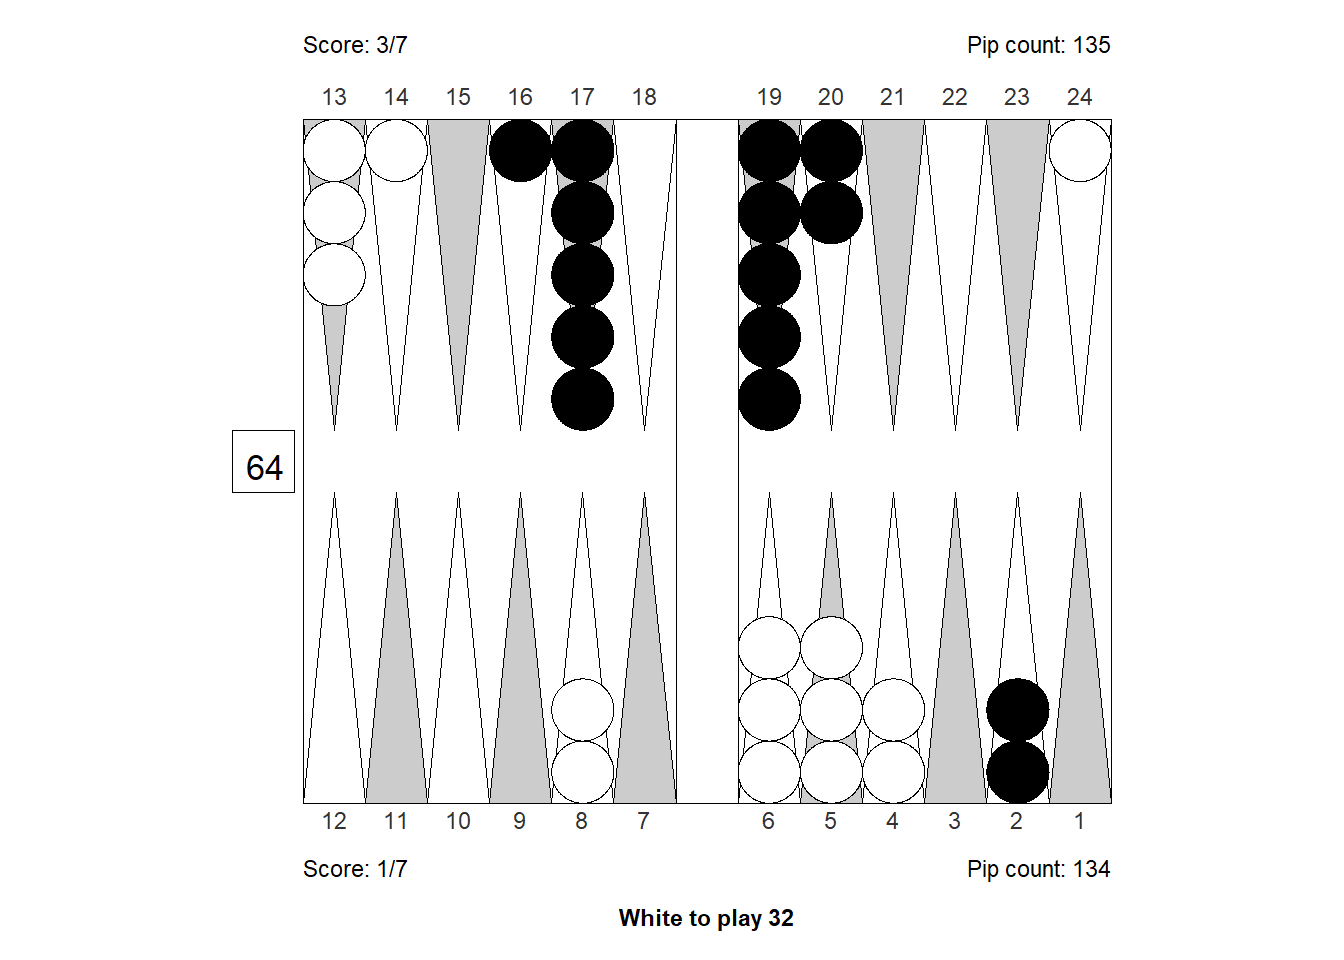 Score: 3/7 Pip count: 135
13 14 15 16 17 18 19 20 21 22 23 24
64
12 11 10 9 8 7 6 5 4 3 2 1
Score: 1/7 Pip count: 134
White to play 32